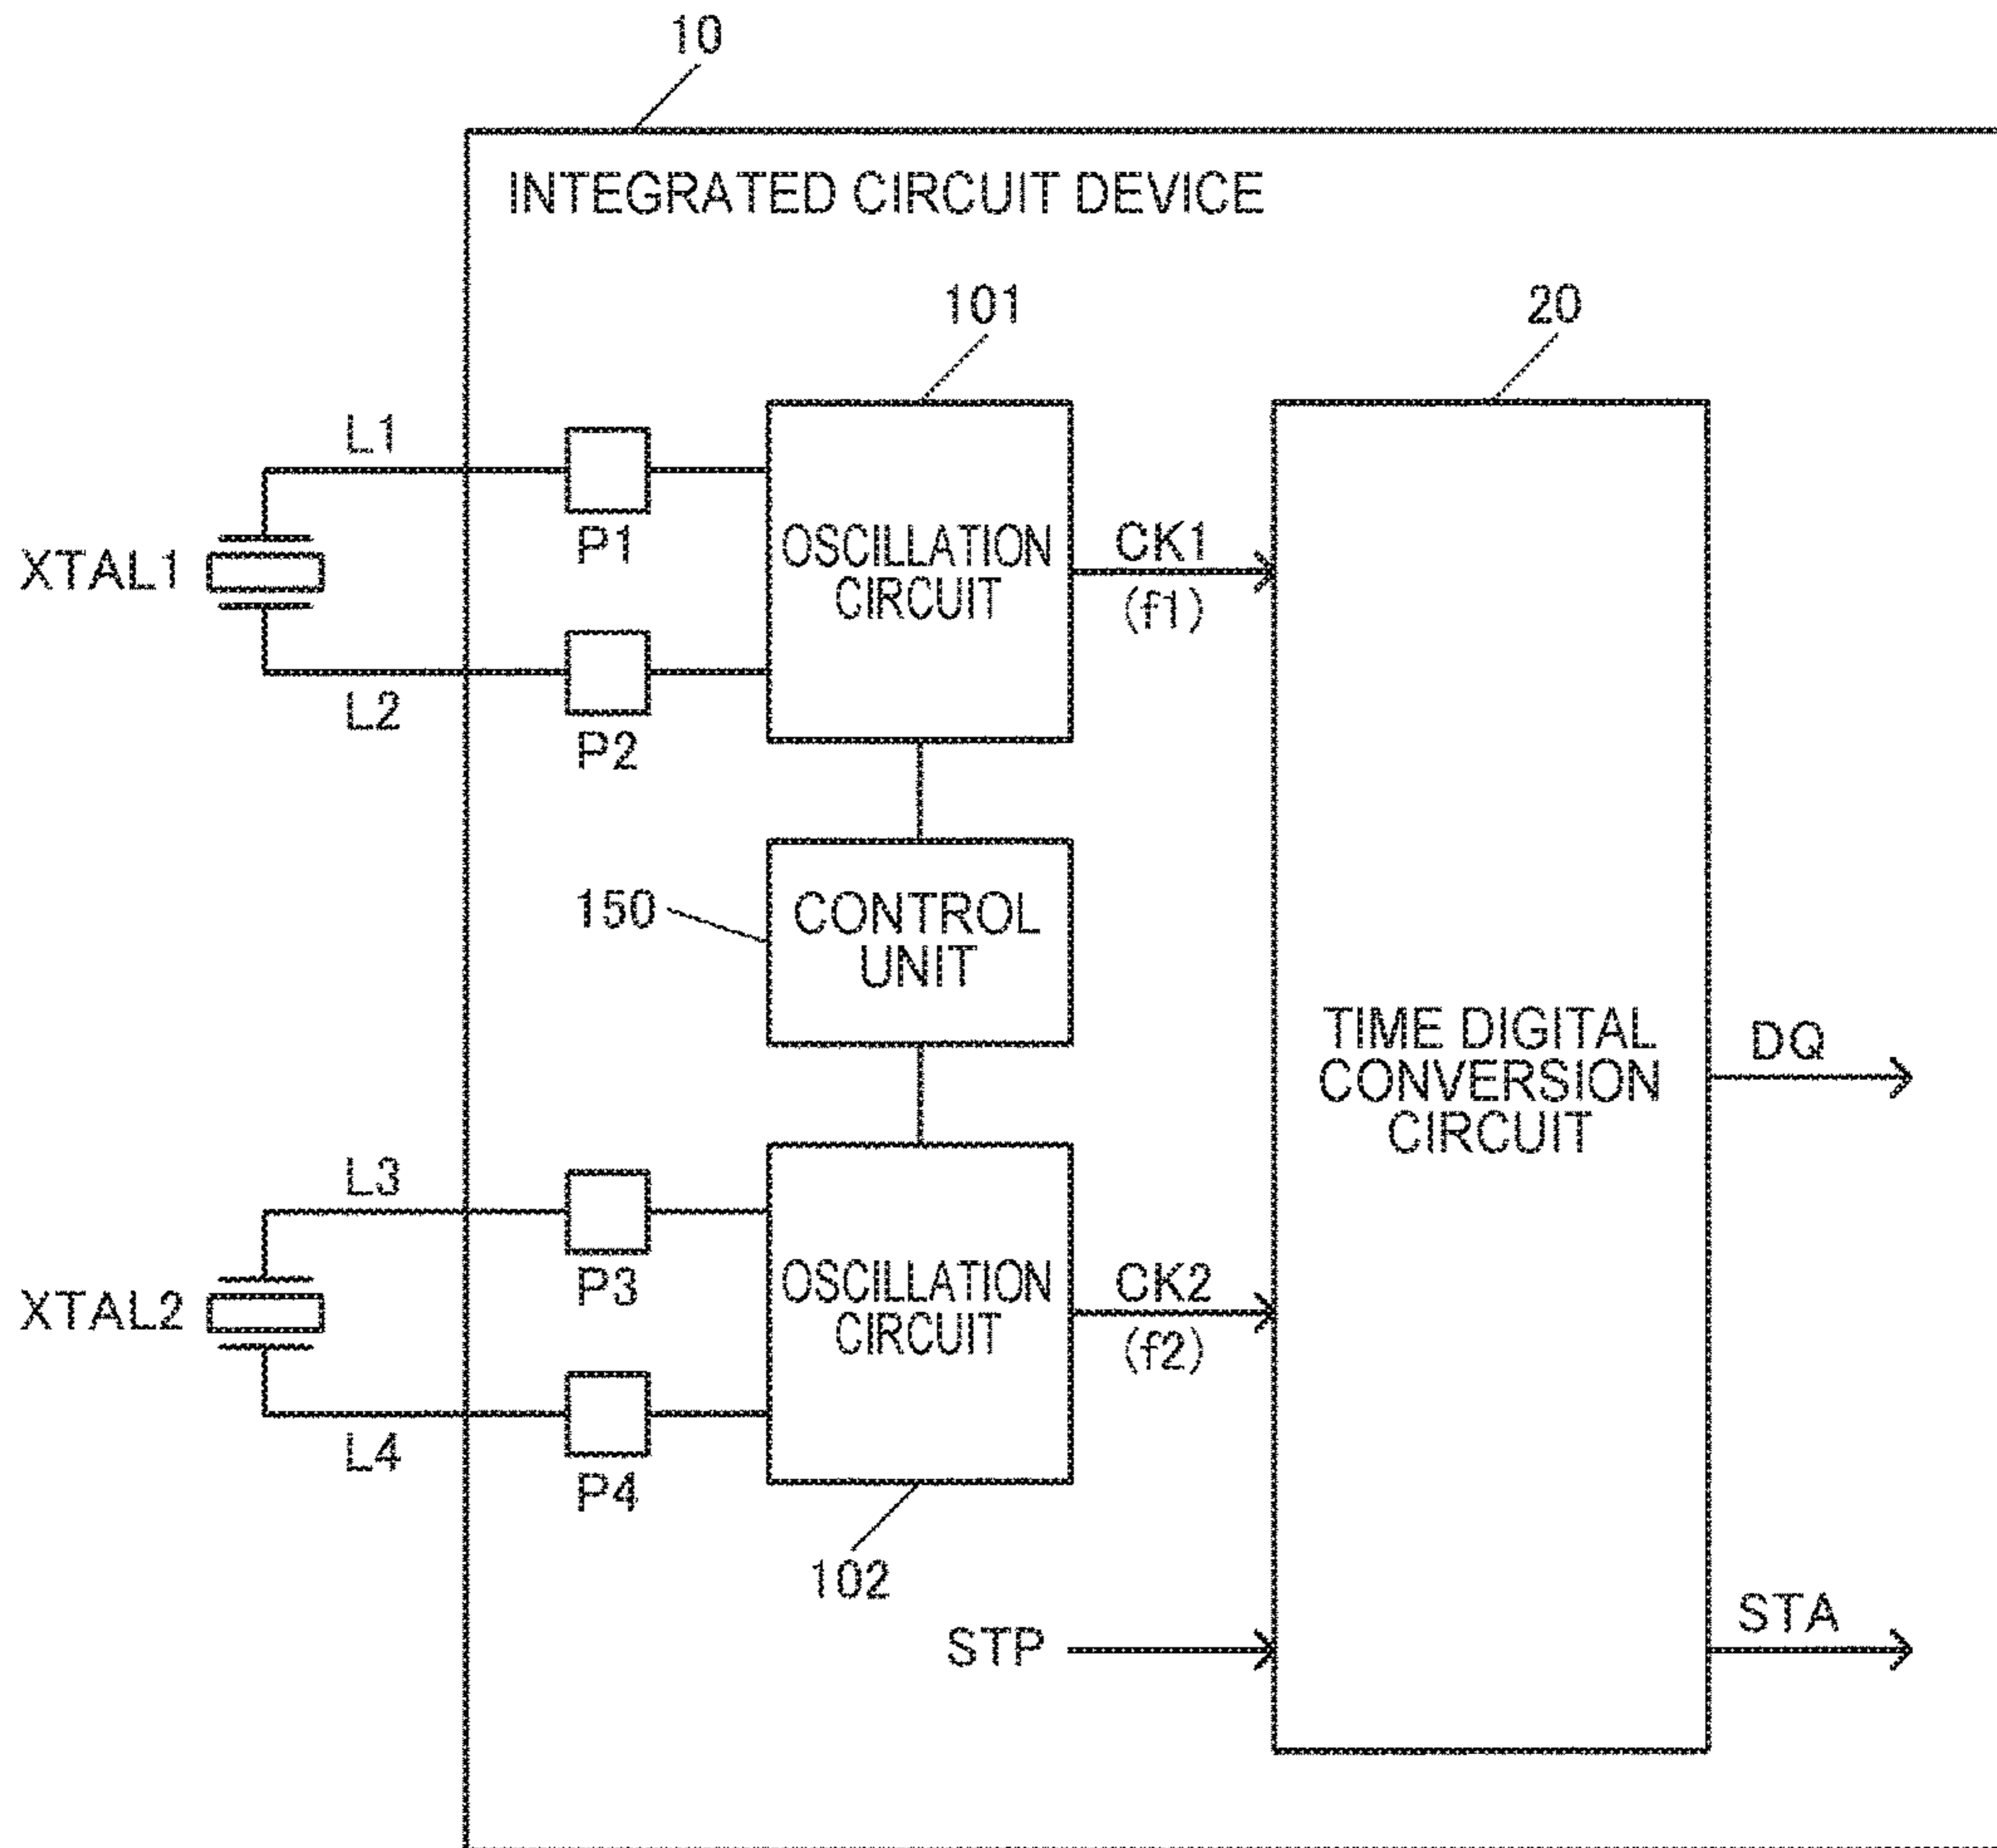 10
INTEGRATED CIRCUIT DEVICE
101
20
L1
P1
XTAL1
OSCILLATION
CIRCUIT
CK1
(f1)
L2
P2
150
CONTROL
UNIT
TIME DIGITAL
CONVERSION
CIRCUIT
DQ
L3
P3
XTAL2
OSCILLATION
CIRCUIT
CK2
(f2)
L4
P4
102
STP
STA